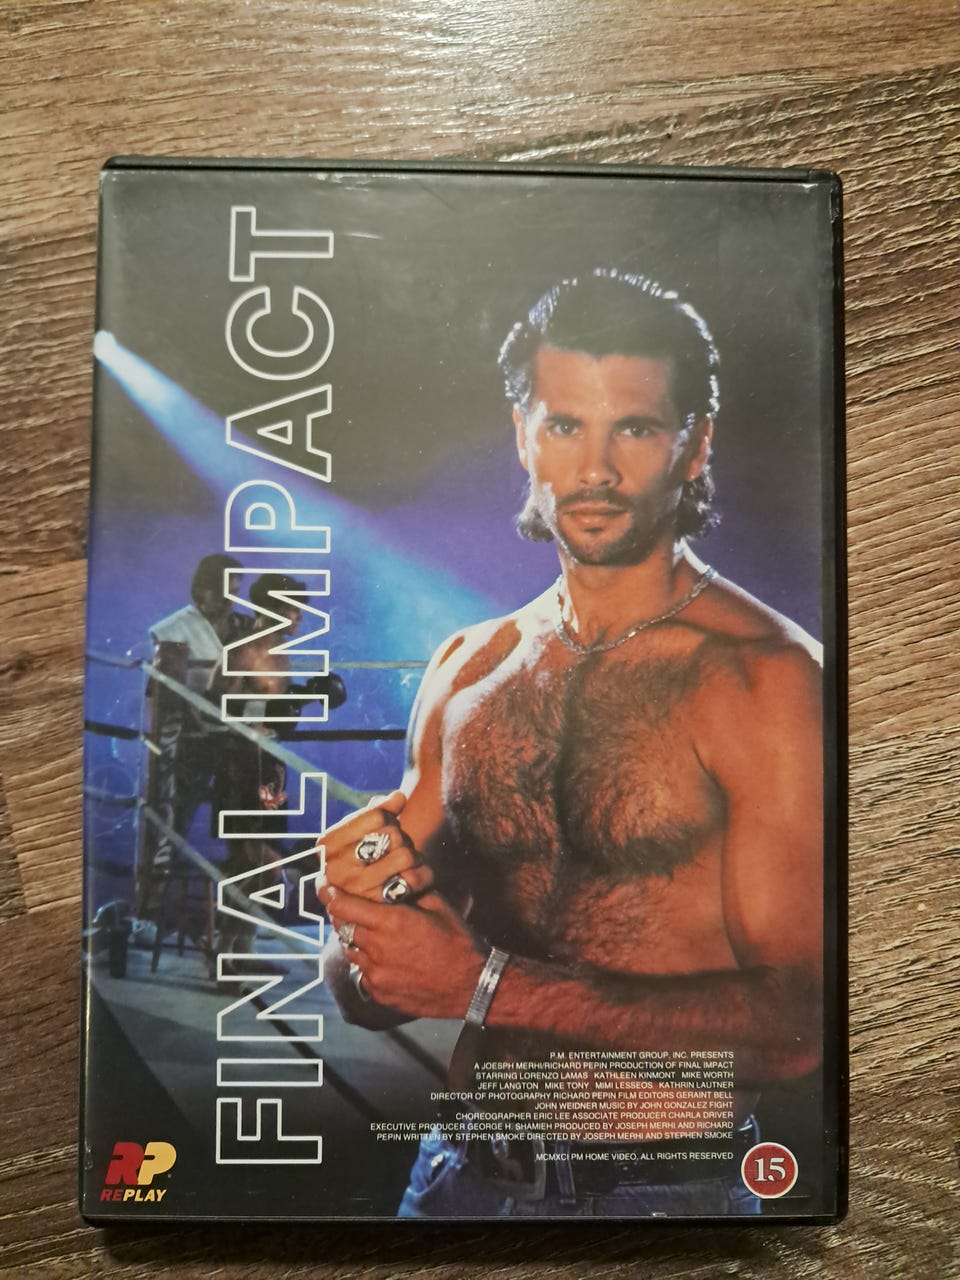 FINAL IMPACT
P.M. ENTERTAINMENT GROUP, INC. PRESENTS
A JOESPH MERHI/RICHARD PEPIN PRODUCTION OF FINAL IMPACT
STARRING LORENZO LAMAS KATHLEEN KINMONT MIKE WORTH
JEFF LANGTON MIKE TONY MIMI LESSEOS KATHRIN LAUTNER
DIRECTOR OF PHOTOGRAPHY RICHARD PEPIN FILM EDITORS GERAINT BELL
JOHN WEIDNER MUSIC BY JOHN GONZALEZ FIGHT
CHOREOGRAPHER ERIC LEE ASSOCIATE PRODUCER CHARLA DRIVER
EXECUTIVE PRODUCER GEORGE H. SHAMIEH PRODUCED BY JOSEPH MERHI AND RICHARD
PEPIN WRITTEN BY STEPHEN SMOKE DIRECTED BY JOSEPH MERHI AND STEPHEN SMOKE
MCMXCI PM HOME VIDEO, ALL RIGHTS RESERVED
RP
REPLAY
15